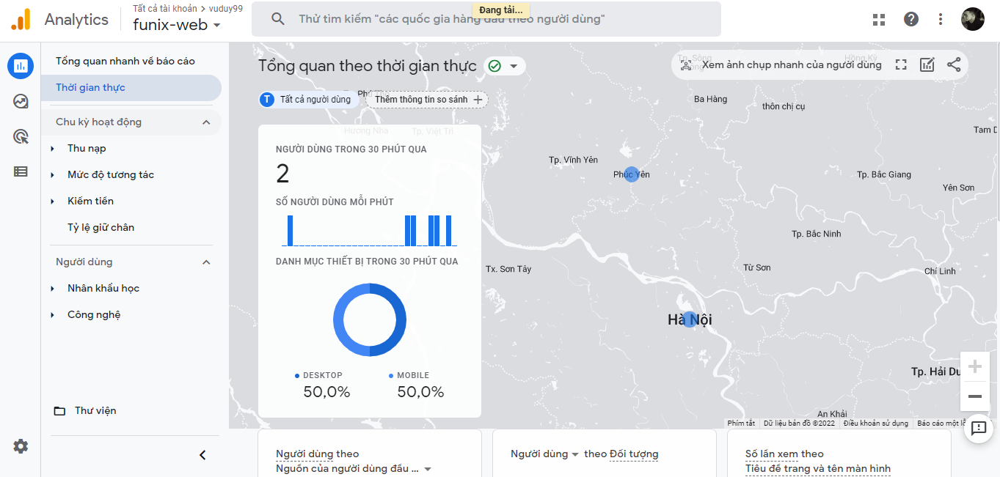 Analytics
Tất cả tài khoản > vuduy99
funix-web
Đang tải...
Thử tìm kiếm "các quốc gia hàng đầu theo người dùng"
Tổng quan nhanh về báo cáo
Thời gian thực
Chu kỳ hoạt động
Thu nạp
Mức độ tương tác
Kiếm tiền
Tỷ lệ giữ chân
Người dùng
Nhân khẩu học
Công nghệ
Thư viện
Tổng quan theo thời gian thực
Xem ảnh chụp nhanh của người dùng
T Tất cả người dùng
Thêm thông tin so sánh
NGƯỜI DÙNG TRONG 30 PHÚT QUA
2
SỐ NGƯỜI DÙNG MỖI PHÚT
DANH MỤC THIẾT BỊ TRONG 30 PHÚT QUA
DESKTOP
50,0%
MOBILE
50,0%
Hương Nha
Tp. Việt Trì
Tp. Sông
Hồng Kỳ
Ba Hàng
thôn chị cụ
Tam
Tp. Vĩnh Yên
Phúc Yên
Tp. Bắc Giang
Yên Sơn
Tp. Bắc Ninh
Tx. Sơn Tây
Từ Sơn
Chí Linh
Hà Nội
Tp. Hải
An Khải
Phím tắt
Dữ liệu bản đồ ©2022
Điều khoản sử dụng
Báo cáo một
Người dùng theo
Nguồn của người dùng đầu ...
Người dùng theo Đối tượng
Số lần xem theo
Tiêu đề trang và tên màn hình